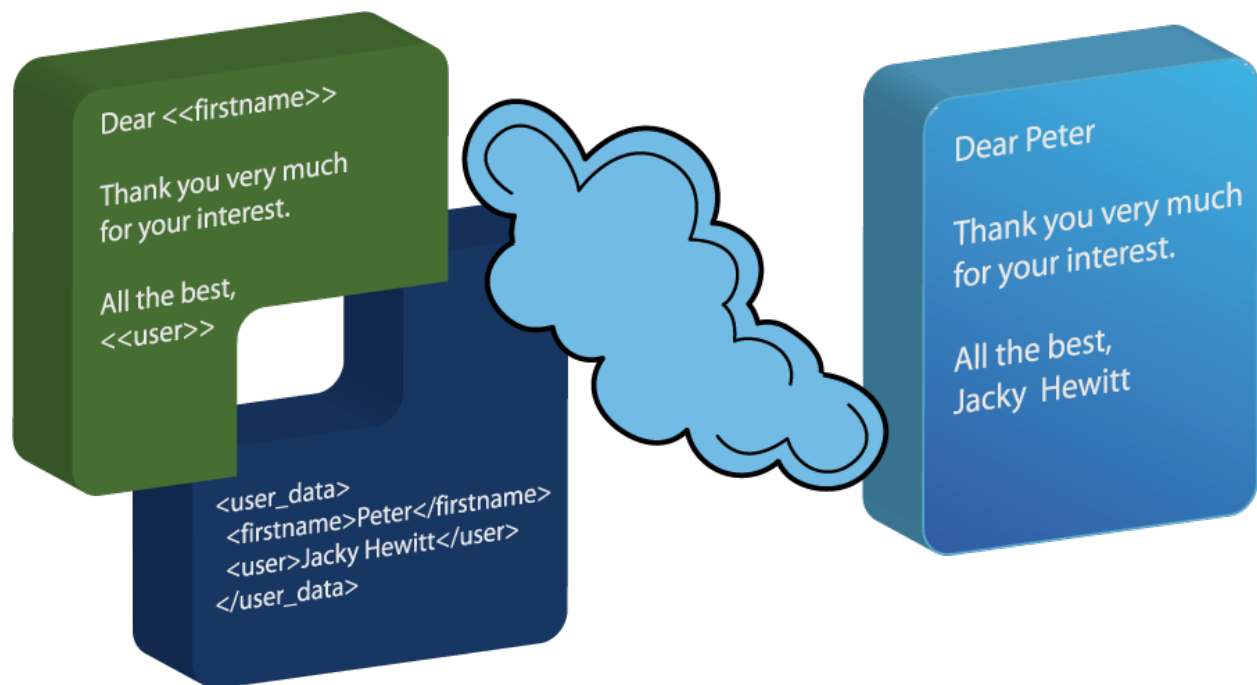 Dear <<firstname>>
Thank you very much
for your interest.
All the best,
<<user>>
<user_data>
<firstname>Peter</firstname>
<user>Jacky Hewitt</user>
</user_data>
Dear Peter
Thank you very much
for your interest.
All the best,
Jacky  Hewitt